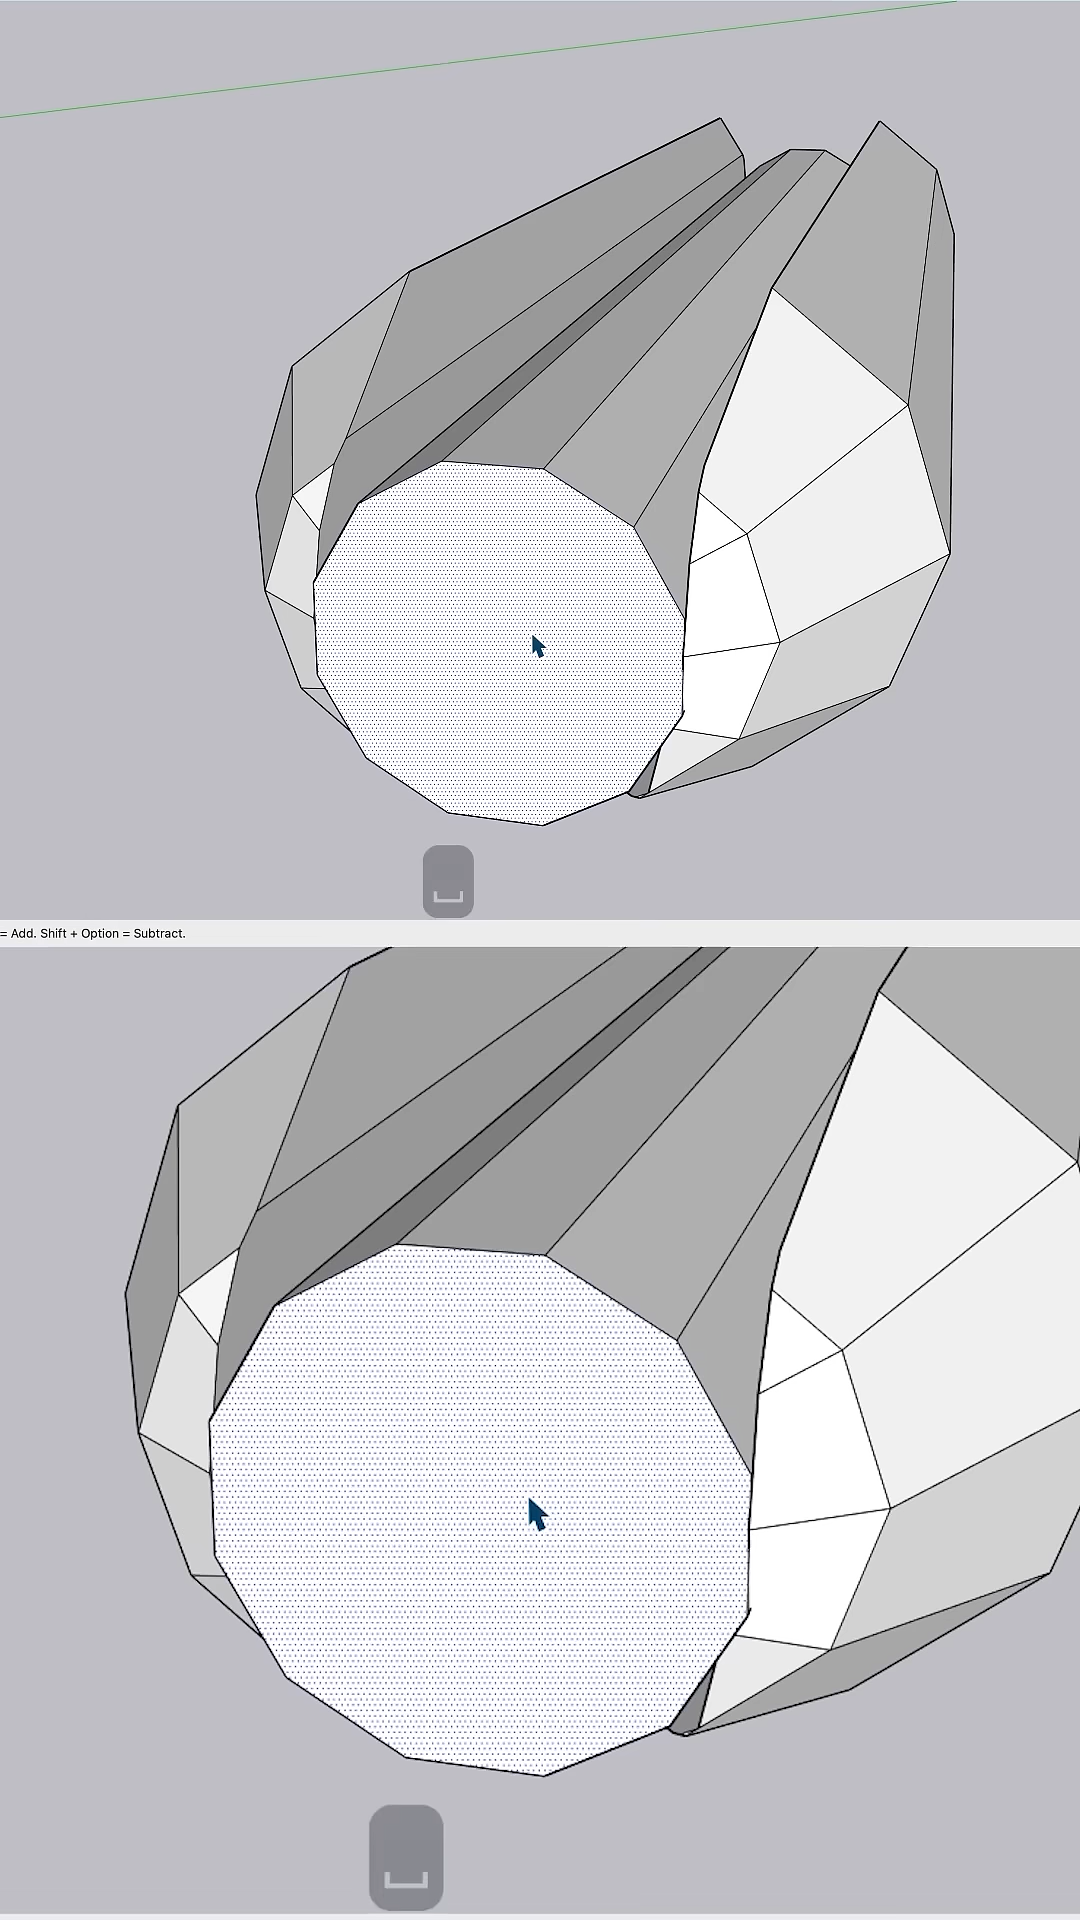 = Add. Shift + Option = Subtract.